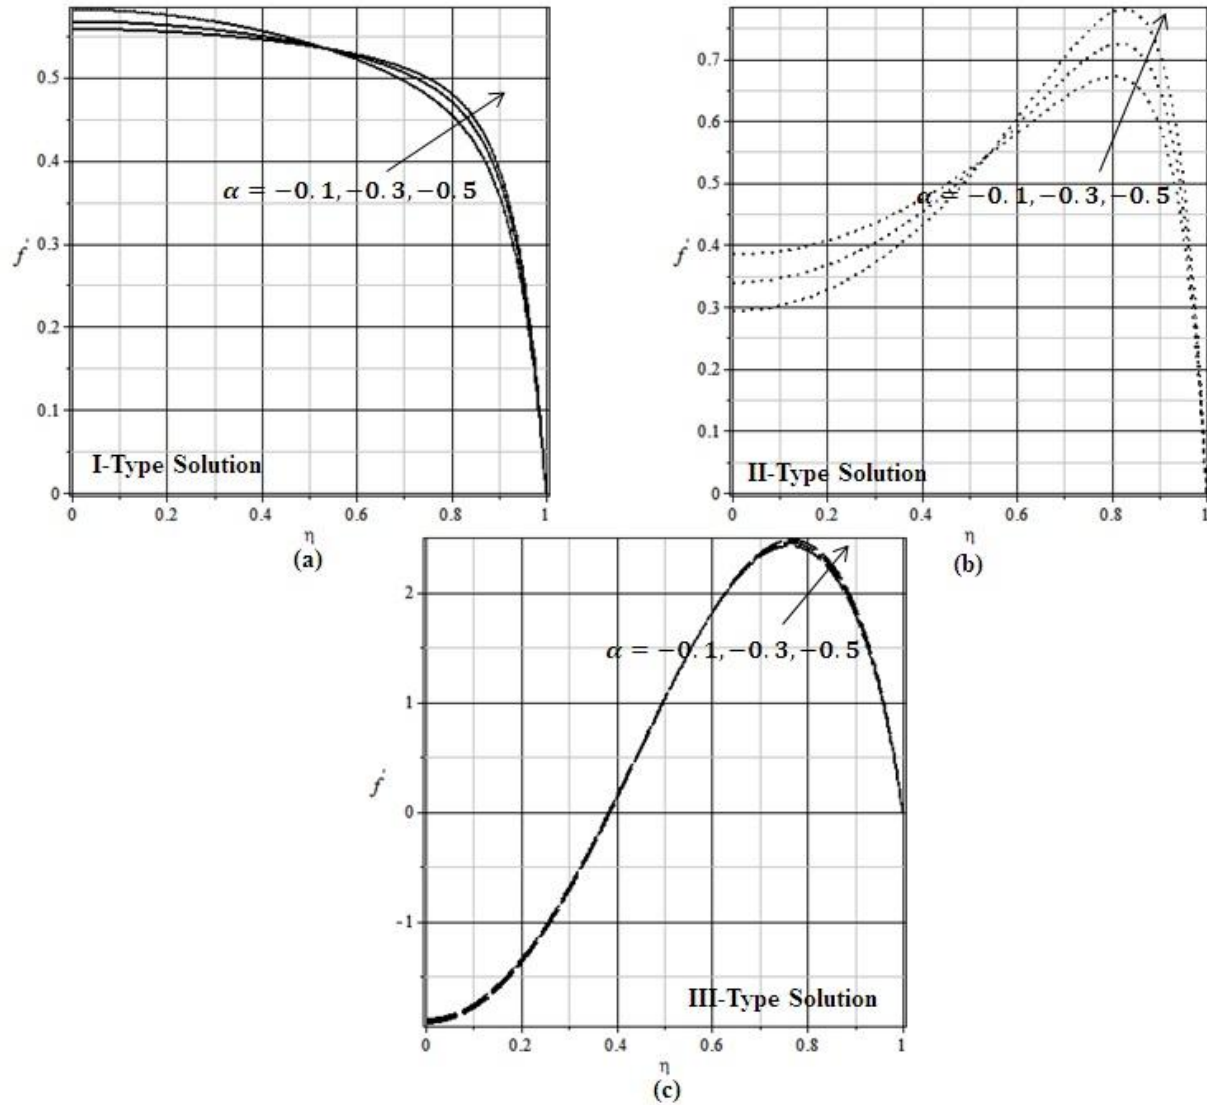 0.5
0.4
α = −0.1, −0.3, −0.5
0.3
f'
0.2
0.1
I-Type Solution
0
0 0.2 0.4 0.6 0.8 1
η
(a)
0.7
0.6
0.5
α = −0.1, −0.3, −0.5
0.4
f'
0.3
0.2
0.1
II-Type Solution
0
0 0.2 0.4 0.6 0.8 1
η
(b)
2
α = −0.1, −0.3, −0.5
1
f'
0
-1
III-Type Solution
0 0.2 0.4 0.6 0.8 1
η
(c)